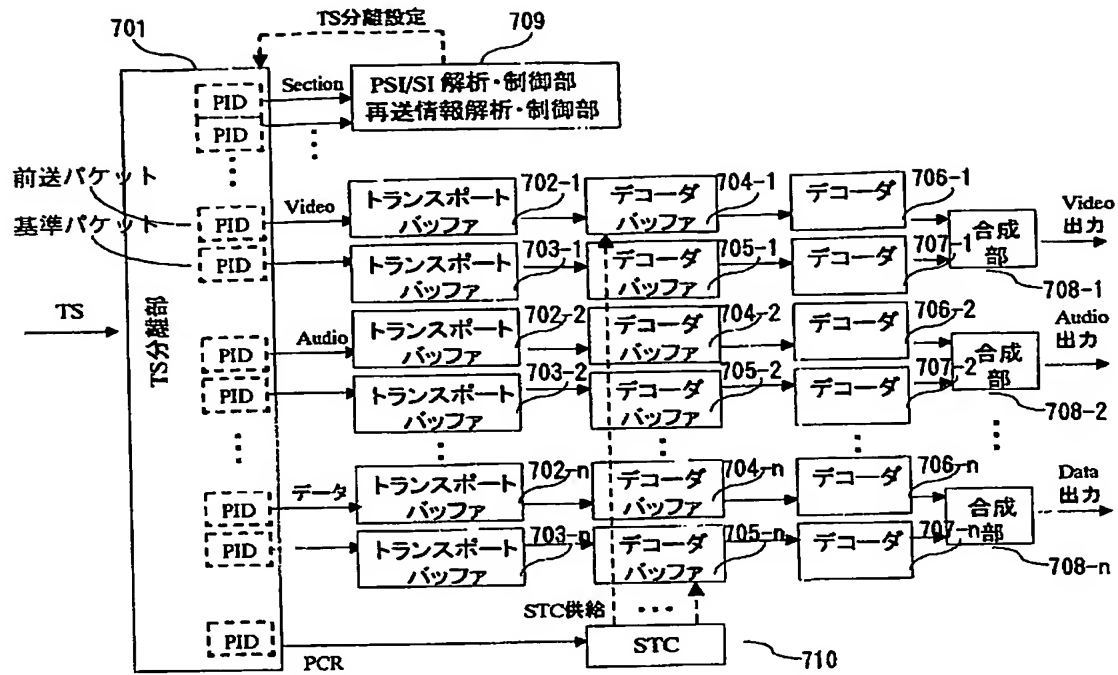 TS分離設定
701
709
Section
PSI/SI 解析・制御部
再送情報解析・制御部
PID
PID
前送パケット
基準パケット
PID
Video
トランスポート
バッファ
702-1
デコーダ
バッファ
704-1
デコーダ
706-1
合成
部
Video
出力
PID
トランスポート
バッファ
703-1
デコーダ
バッファ
705-1
デコーダ
707-1
708-1
TS
TS分離部
PID
Audio
トランスポート
バッファ
702-2
デコーダ
バッファ
704-2
デコーダ
706-2
合成
部
Audio
出力
PID
トランスポート
バッファ
703-2
デコーダ
バッファ
705-2
デコーダ
707-2
708-2
PID
データ
トランスポート
バッファ
702-n
デコーダ
バッファ
704-n
デコーダ
706-n
合成
部
Data
出力
PID
トランスポート
バッファ
703-n
デコーダ
バッファ
705-n
デコーダ
707-n
708-n
STC供給
PID
PCR
STC
710